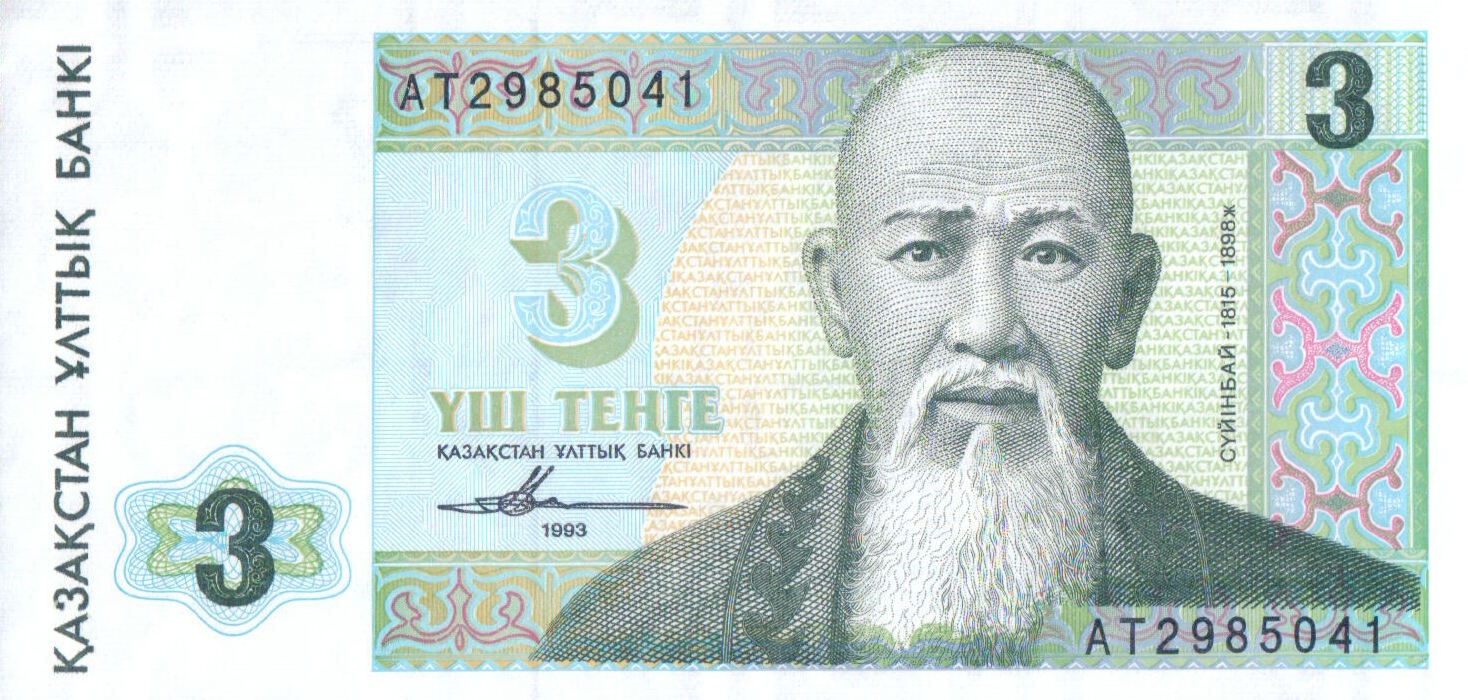 ҚАЗАҚСТАН ҰЛТТЫҚ БАНКІ
АТ2985041
3
3
ҮШ ТЕҢГЕ
ҚАЗАҚСТАН ҰЛТТЫҚ БАНКІ
1993
3
СҮЙІНБАЙ - 1815 - 1898ж
АТ2985041